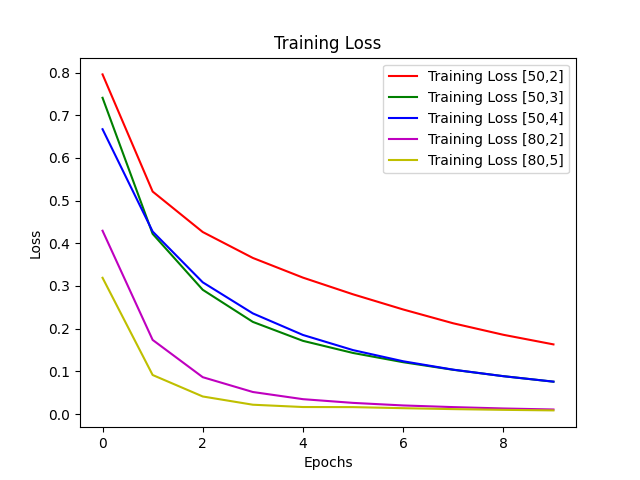 Training Loss
Training Loss [50,2]
Training Loss [50,3]
Training Loss [50,4]
Training Loss [80,2]
Training Loss [80,5]
Loss
0.8
0.7
0.6
0.5
0.4
0.3
0.2
0.1
0.0
0 2 4 6 8
Epochs